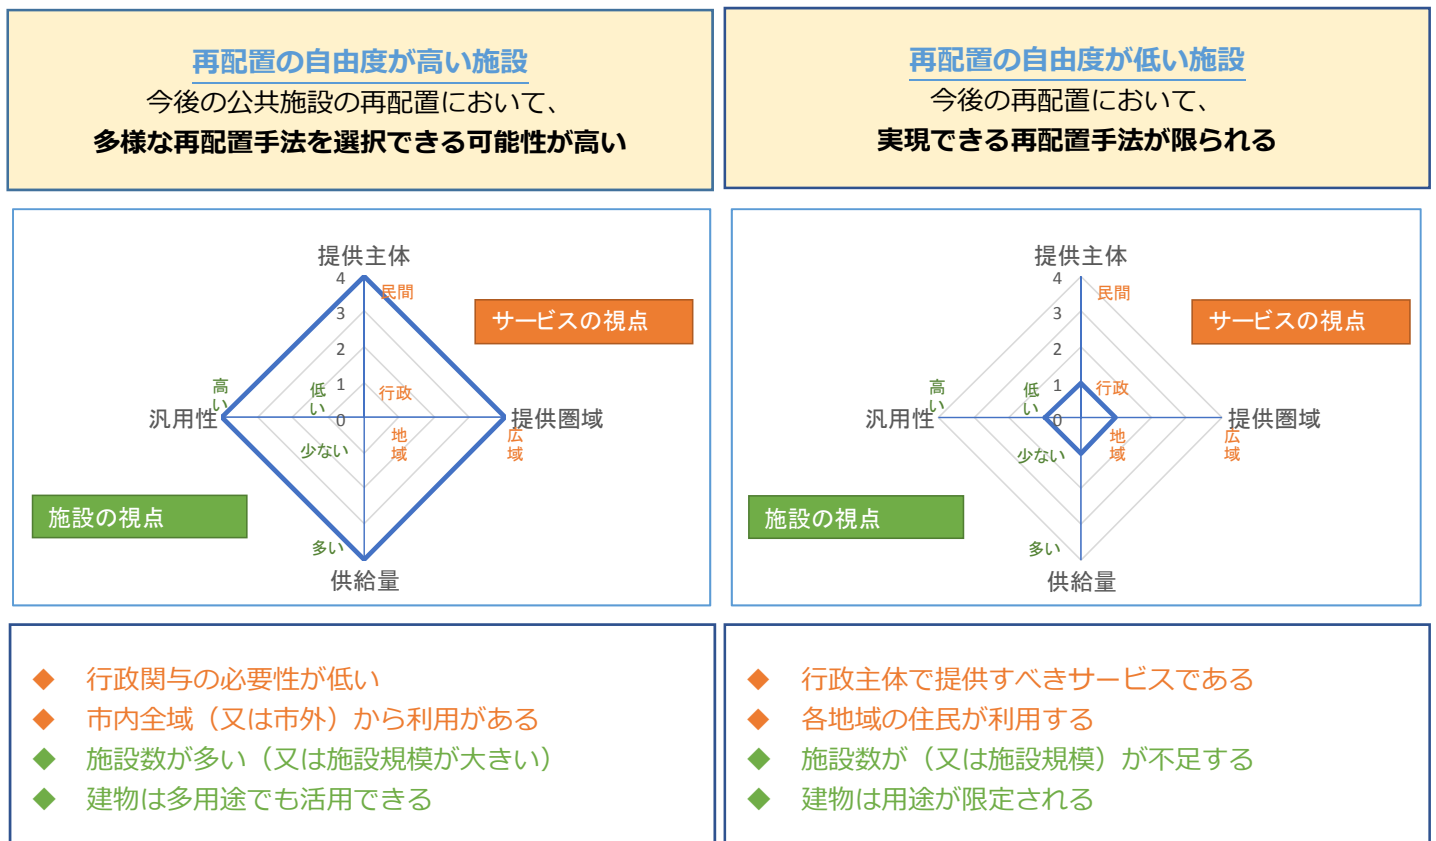 再配置の自由度が高い施設
今後の公共施設の再配置において、
多様な再配置手法を選択できる可能性が高い
再配置の自由度が低い施設
今後の再配置において、
実現できる再配置手法が限られる
提供主体
4
民間
3
サービスの視点
2
高い
低い
1
行政
汎用性
0
提供圏域
少ない
地域
広域
施設の視点
多い
供給量
提供主体
4
民間
3
サービスの視点
2
高い
低い
1
行政
汎用性
0
提供圏域
少ない
地域
広域
施設の視点
多い
供給量
◆ 行政関与の必要性が低い
◆ 市内全域（又は市外）から利用がある
◆ 施設数が多い（又は施設規模が大きい）
◆ 建物は多用途でも活用できる
◆ 行政主体で提供すべきサービスである
◆ 各地域の住民が利用する
◆ 施設数が（又は施設規模）が不足する
◆ 建物は用途が限定される